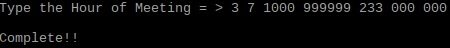 Type the Hour of Meeting = > 3 7 1000 999999 233 000 000
Complete!!